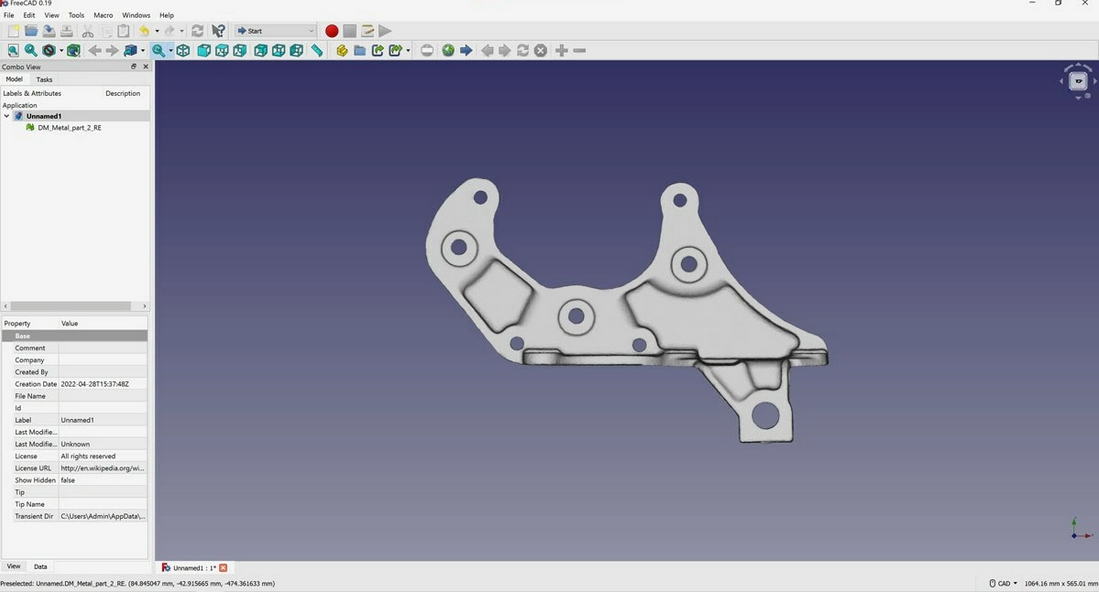 FreeCAD 0.19
File Edit View Tools Macro Windows Help
Start
Combo View
Model Tasks
Labels & Attributes Description
Application
Unnamed1
DM_Metal_part_2_RE
Property Value
Base
Comment
Company
Created By
Creation Date 2022-04-28T15:37:48Z
File Name
Id
Label Unnamed1
Last Modifie...
Last Modifie... Unknown
License All rights reserved
License URL http://en.wikipedia.org/wi...
Show Hidden false
Tip
Tip Name
Transient Dir C:\Users\Admin\AppData\...
View Data
Unnamed1 : 1*
Preselected: Unnamed.DM_Metal_part_2_RE. (84.845047 mm, -42.915665 mm, -474.361633 mm)
CAD 1064.16 mm x 565.01 mm